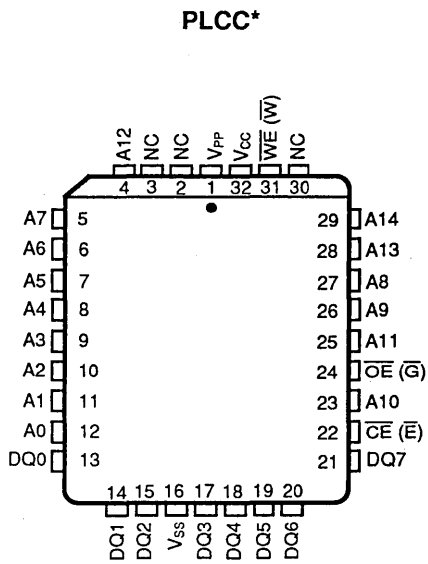 PLCC*
A12 NC NC VPP VCC W̅E̅ (W̅) NC
4 3 2 1 32 31 30
A7 5 29 A14
A6 6 28 A13
A5 7 27 A8
A4 8 26 A9
A3 9 25 A11
A2 10 24 O̅E̅ (G̅)
A1 11 23 A10
A0 12 22 C̅E̅ (E̅)
DQ0 13 21 DQ7
14 15 16 17 18 19 20
DQ1 DQ2 VSS DQ3 DQ4 DQ5 DQ6